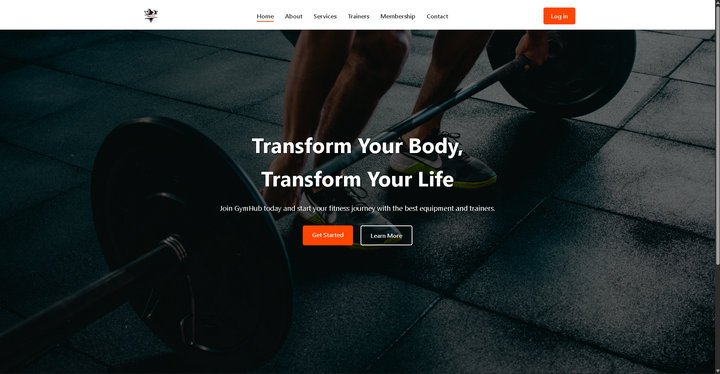 Home About Services Trainers Membership Contact Log in
Transform Your Body,
Transform Your Life
Join GymHub today and start your fitness journey with the best equipment and trainers.
Get Started Learn More